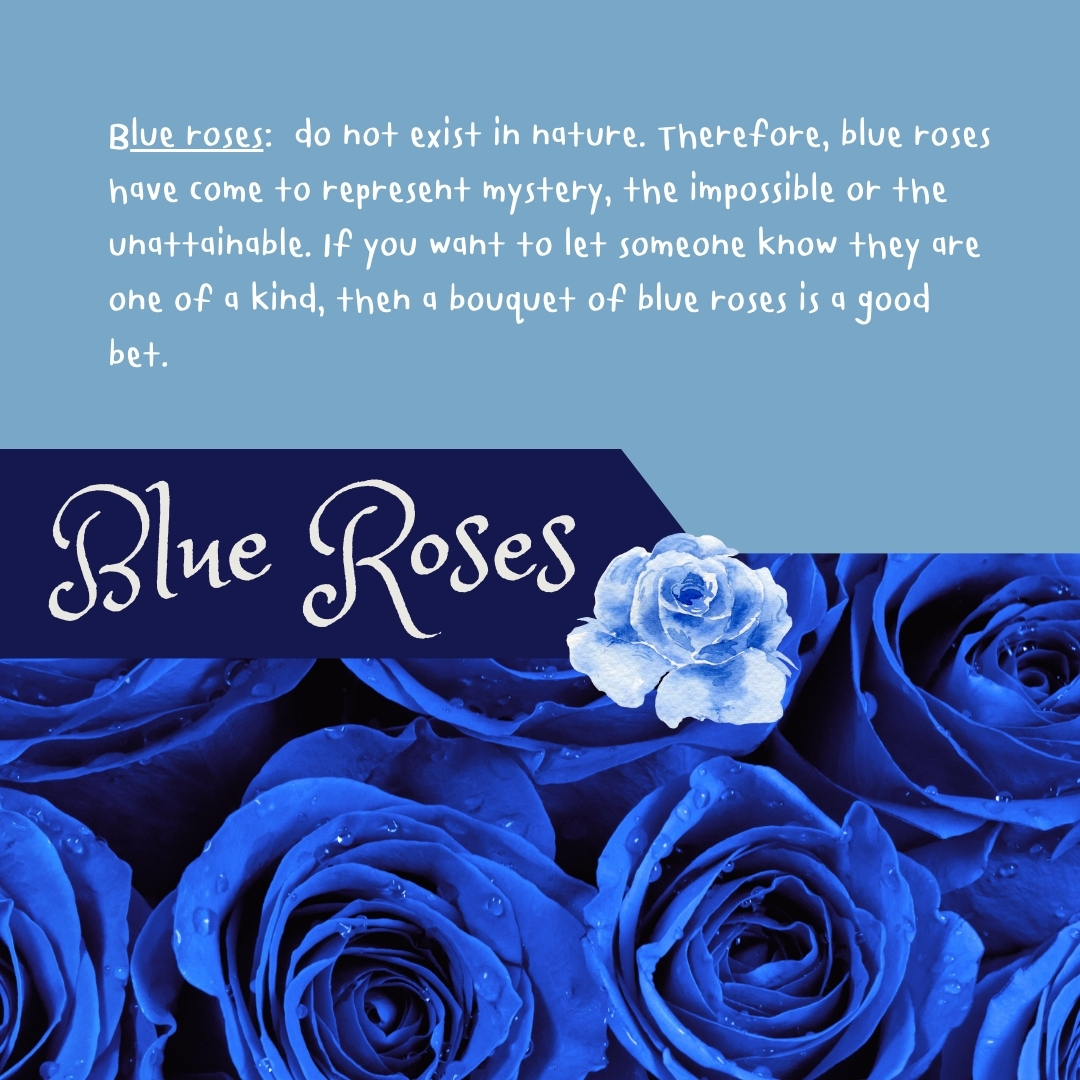 Blue roses:  do not exist in nature. Therefore, blue roses
have come to represent mystery, the impossible or the
unattainable. If you want to let someone know they are
one of a kind, then a bouquet of blue roses is a good
bet.
Blue Roses